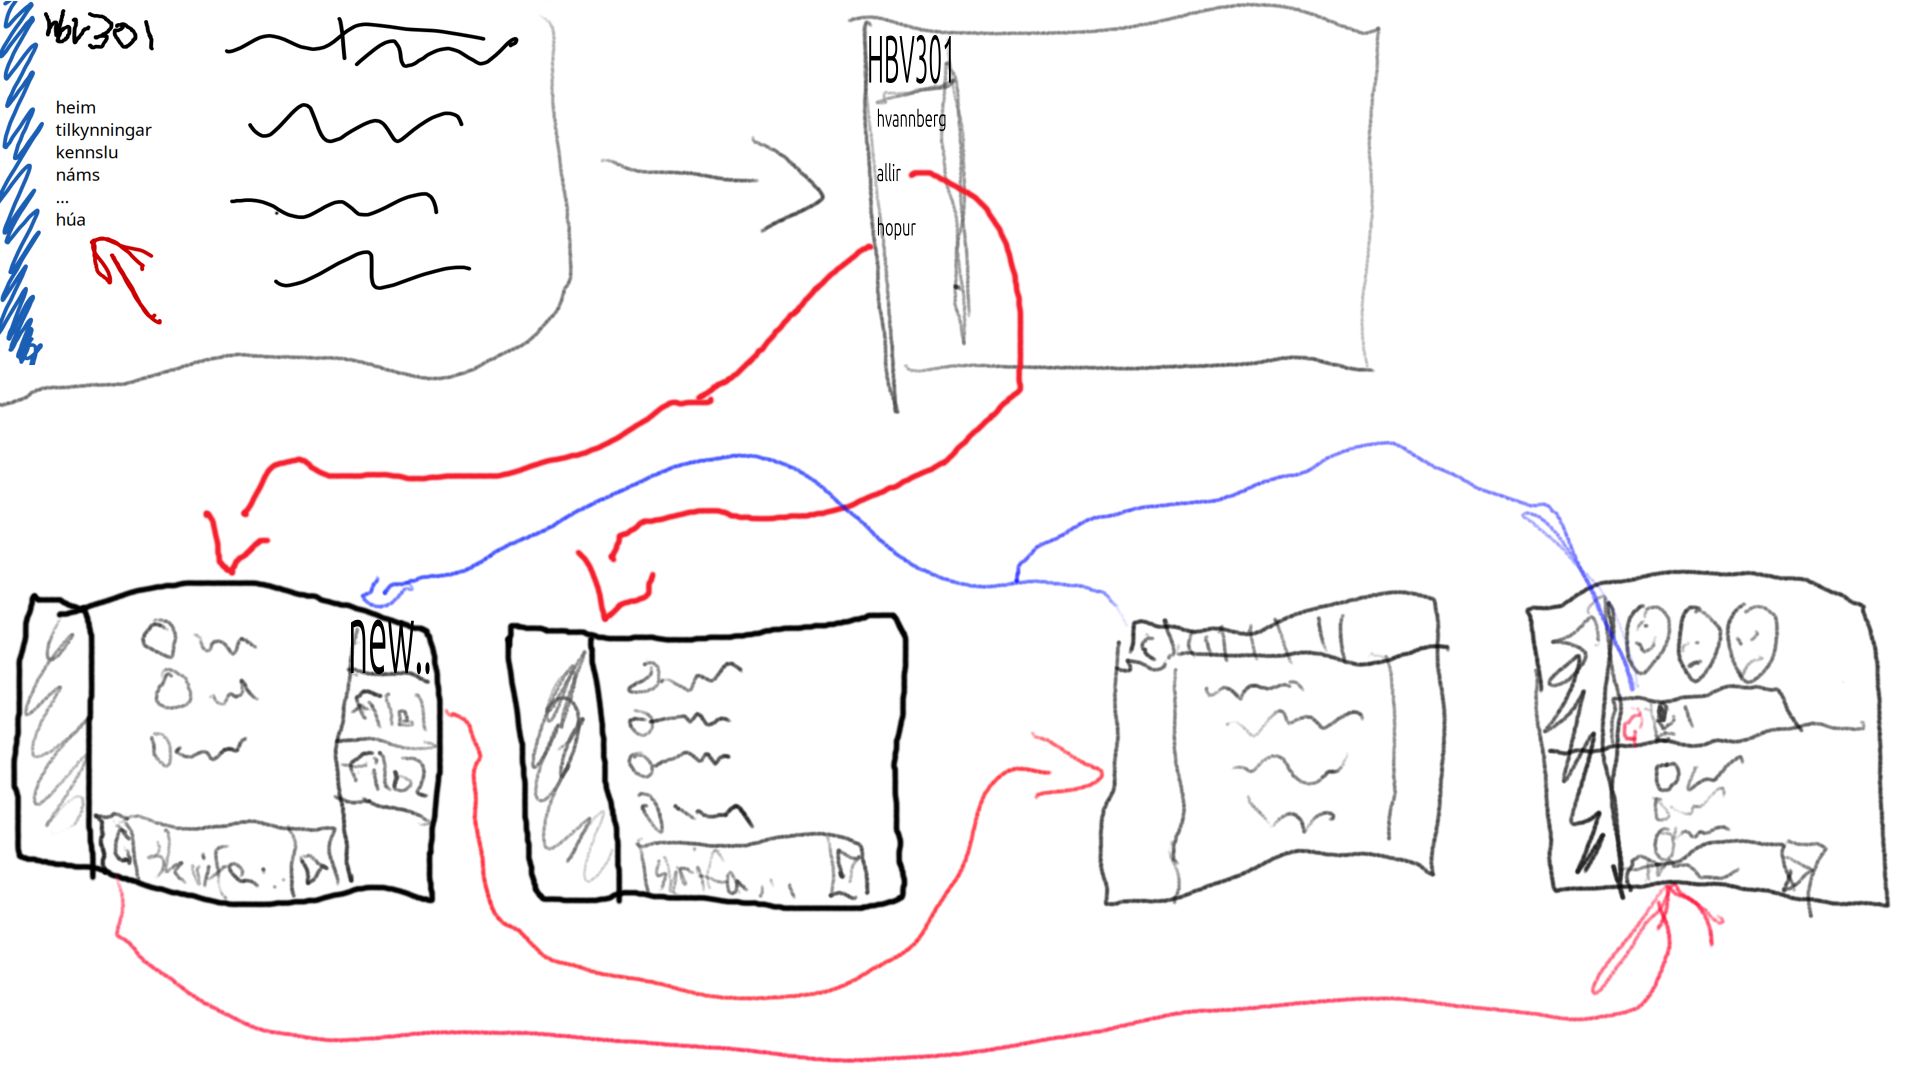 hbv301
heim
tilkynningar
kennslu
náms
...
húa
HBV301
hvannberg
allir
hopur
new..
File1
File2
Skrifa...
Skrifa...